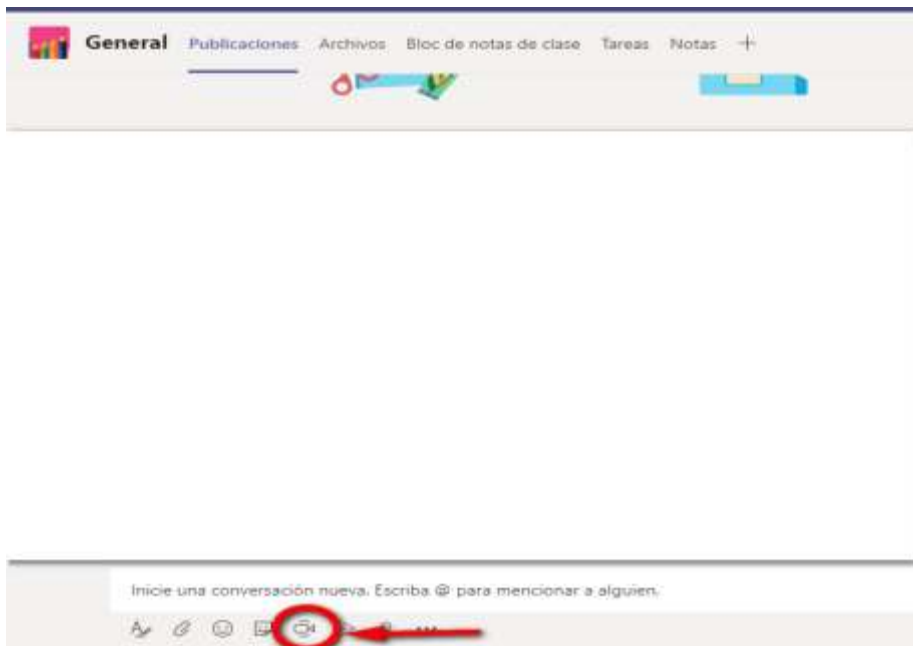 General Publicaciones Archivos Bloc de notas de clase Tareas Notas +
Inicie una conversación nueva. Escriba @ para mencionar a alguien.